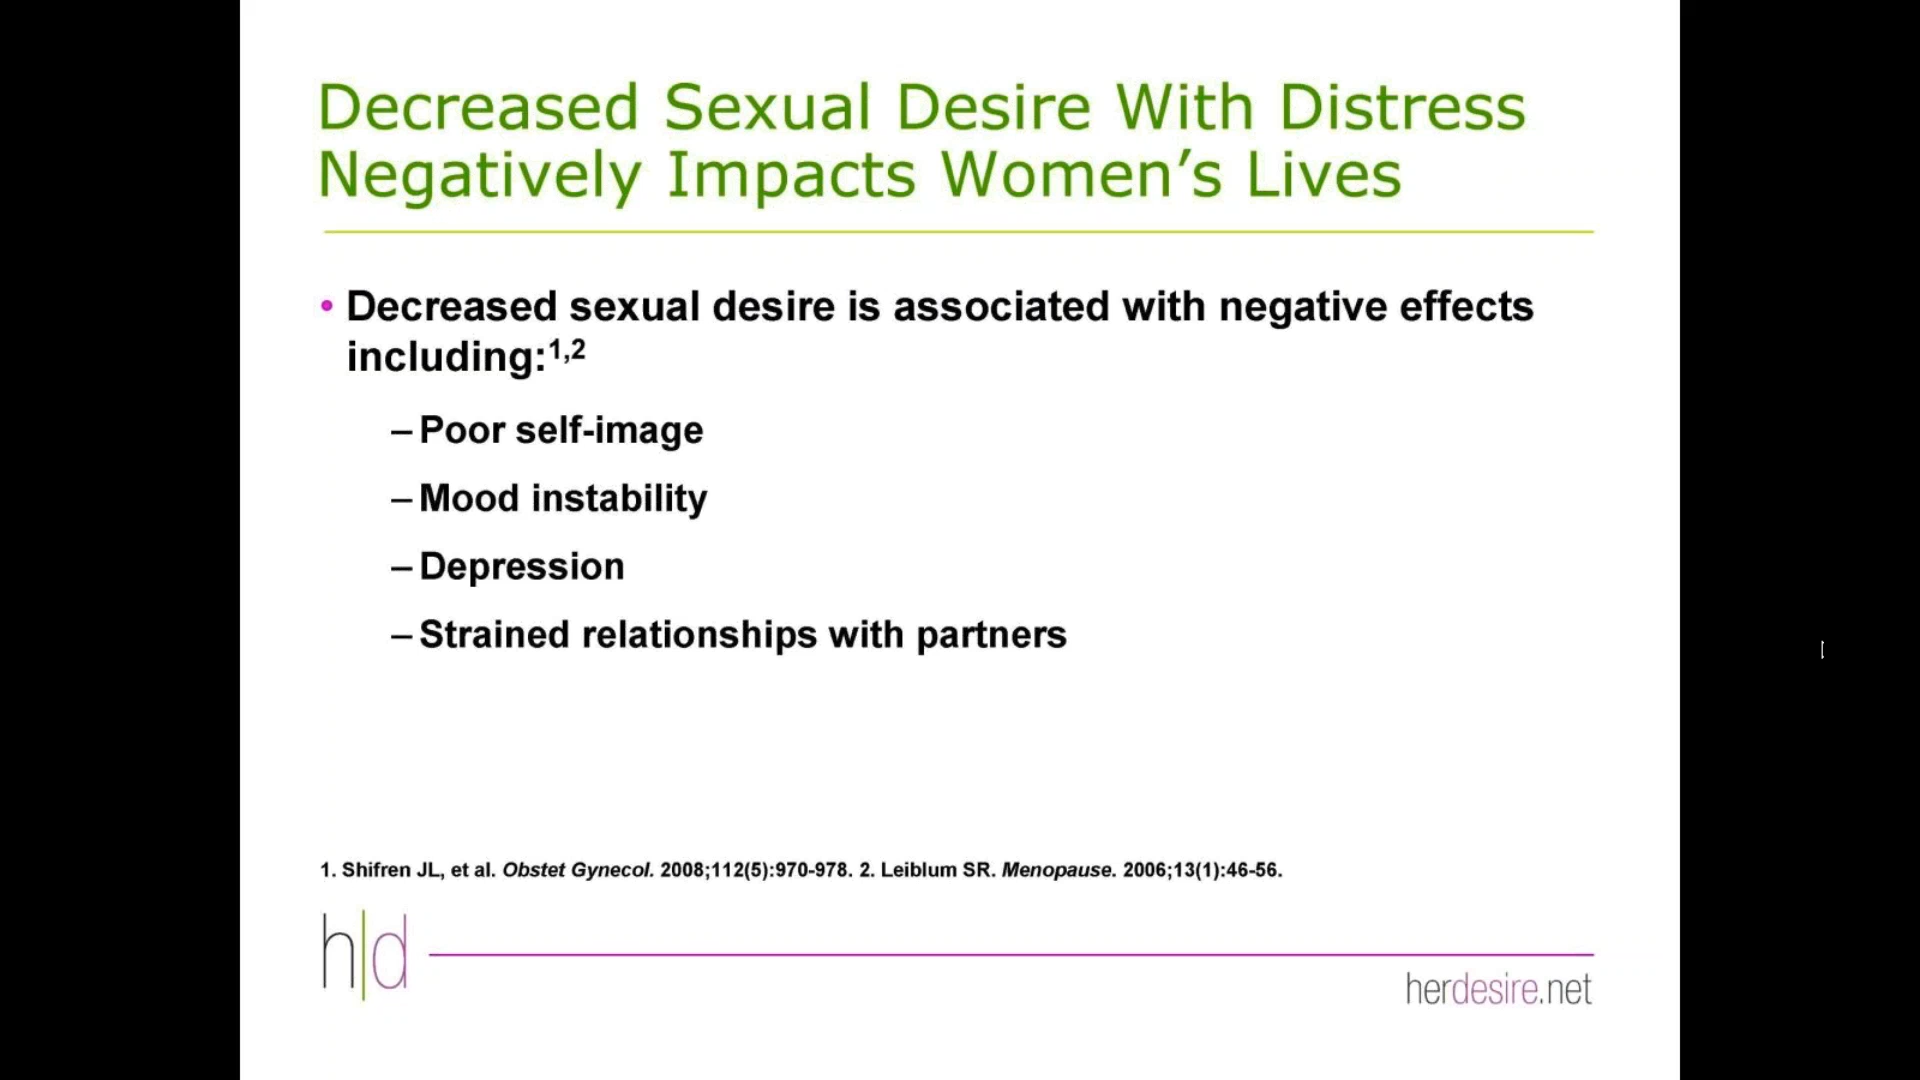 Decreased Sexual Desire With Distress
Negatively Impacts Women’s Lives
• Decreased sexual desire is associated with negative effects
including:1,2
– Poor self-image
– Mood instability
– Depression
– Strained relationships with partners
1. Shifren JL, et al. Obstet Gynecol. 2008;112(5):970-978. 2. Leiblum SR. Menopause. 2006;13(1):46-56.
h|d
herdesire.net